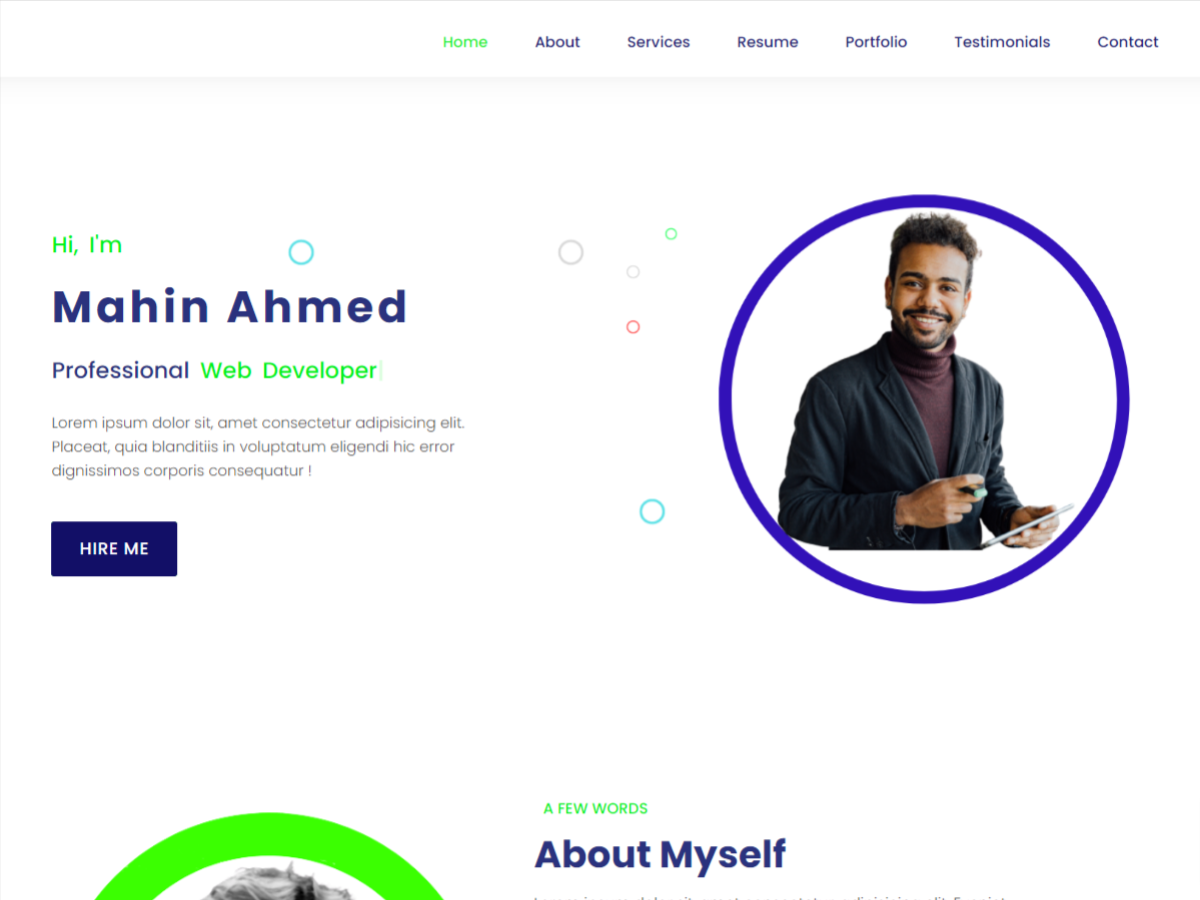 Home About Services Resume Portfolio Testimonials Contact
Hi, I'm
Mahin Ahmed
Professional Web Developer
Lorem ipsum dolor sit, amet consectetur adipisicing elit.
Placeat, quia blanditiis in voluptatum eligendi hic error
dignissimos corporis consequatur !
HIRE ME
A FEW WORDS
About Myself